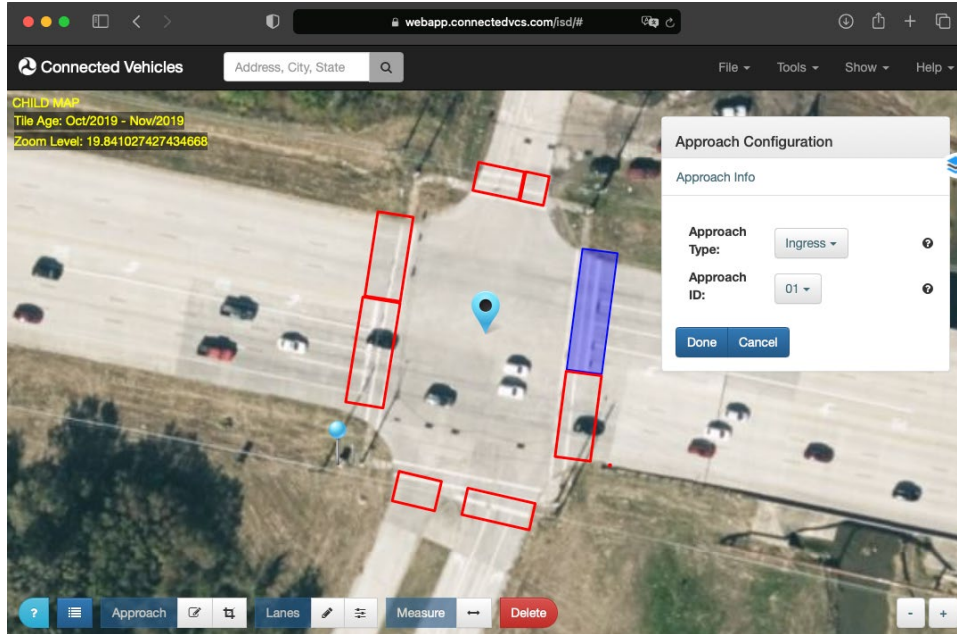 webapp.connectedvcs.com/isd/#
Connected Vehicles
Address, City, State
File
Tools
Show
Help
CHILD MAP
Tile Age: Oct/2019 - Nov/2019
Zoom Level: 19.841027427434668
Approach Configuration
Approach Info
Approach
Type:
Ingress
?
Approach
ID:
01
?
Done Cancel
? Approach Lanes Measure Delete - +